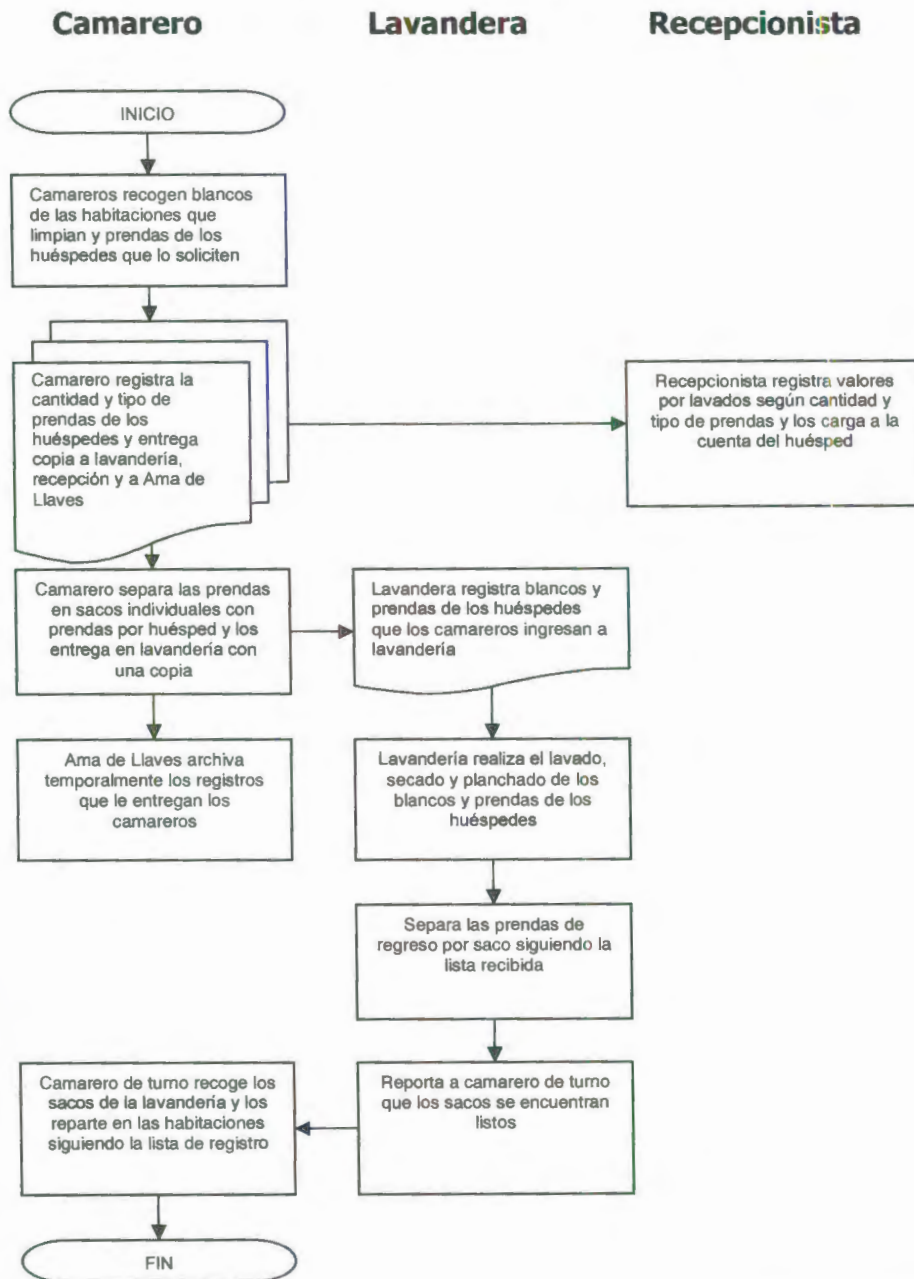 Camarero Lavandera Recepcionista
INICIO
Camareros recogen blancos
de las habitaciones que
limpian y prendas de los
huéspedes que lo soliciten
Camarero registra la
cantidad y tipo de
prendas de los
huéspedes y entrega
copia a lavandería,
recepción y a Ama de
Llaves
Recepcionista registra valores
por lavados según cantidad y
tipo de prendas y los carga a la
cuenta del huésped
Camarero separa las prendas
en sacos individuales con
prendas por huésped y los
entrega en lavandería con
una copia
Lavandera registra blancos y
prendas de los huéspedes
que los camareros ingresan a
lavandería
Ama de Llaves archiva
temporalmente los registros
que le entregan los
camareros
Lavandería realiza el lavado,
secado y planchado de los
blancos y prendas de los
huéspedes
Separa las prendas de
regreso por saco siguiendo la
lista recibida
Camarero de turno recoge los
sacos de la lavandería y los
reparte en las habitaciones
siguiendo la lista de registro
Reporta a camarero de turno
que los sacos se encuentran
listos
FIN